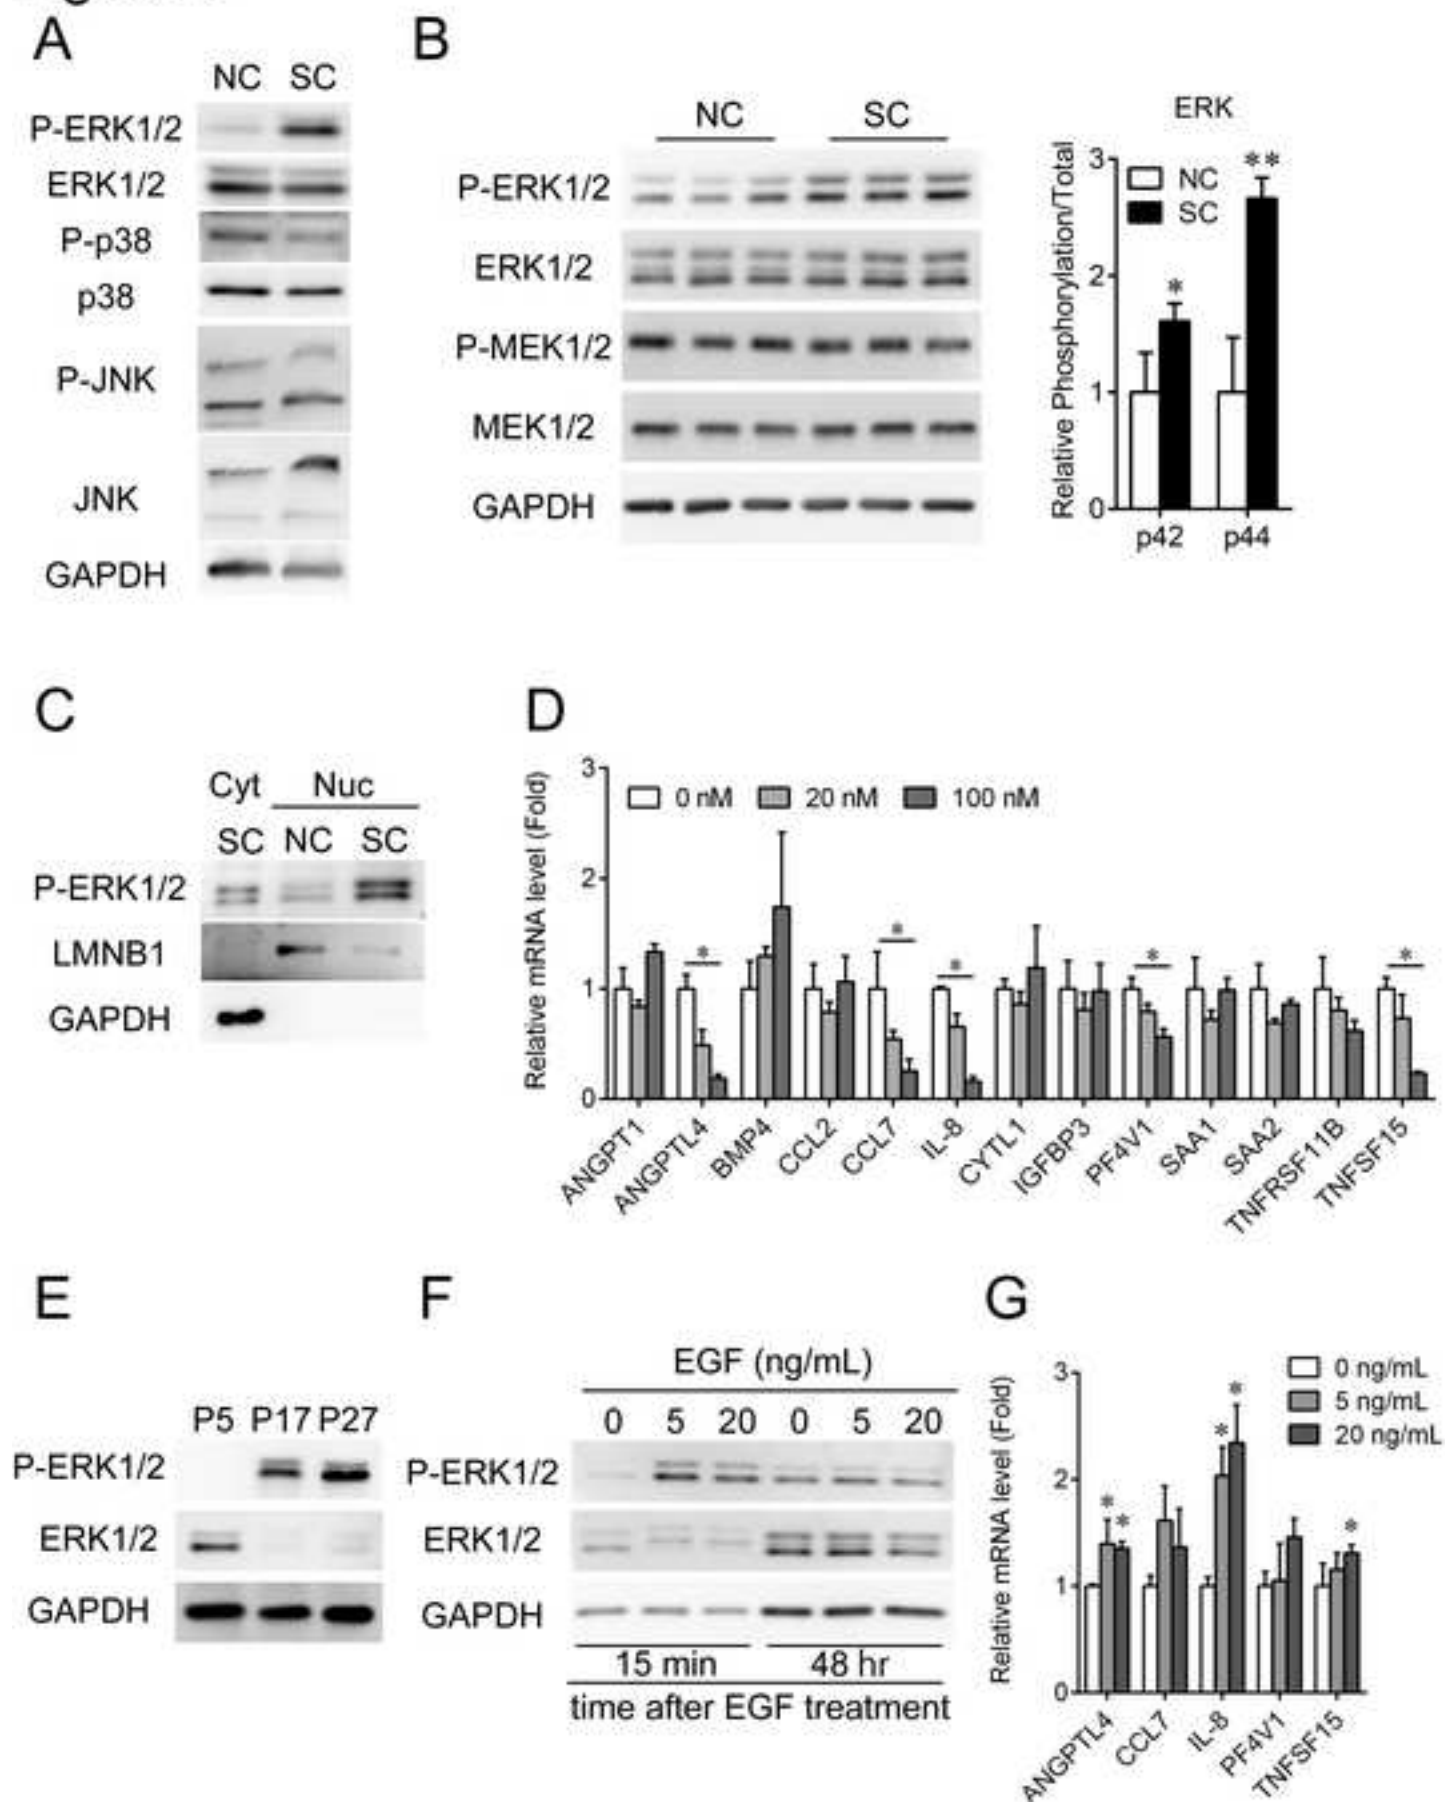 A
NC SC
P-ERK1/2
ERK1/2
P-p38
p38
P-JNK
JNK
GAPDH
B
NC SC
P-ERK1/2
ERK1/2
P-MEK1/2
MEK1/2
GAPDH
ERK
Relative Phosphorylation/Total
3
2
1
0
NC
SC
*
**
p42 p44
C
Cyt Nuc
SC NC SC
P-ERK1/2
LMNB1
GAPDH
D
Relative mRNA level (Fold)
3
2
1
0
0 nM 20 nM 100 nM
* * * * *
ANGPT1 ANGPTL4 BMP4 CCL2 CCL7 IL-8 CYTL1 IGFBP3 PF4V1 SAA1 SAA2 TNFRSF11B TNFSF15
E
P5 P17 P27
P-ERK1/2
ERK1/2
GAPDH
F
EGF (ng/mL)
0 5 20 0 5 20
P-ERK1/2
ERK1/2
GAPDH
15 min 48 hr
time after EGF treatment
G
Relative mRNA level (Fold)
3
2
1
0
0 ng/mL
5 ng/mL
20 ng/mL
* * * * *
ANGPTL4 CCL7 IL-8 PF4V1 TNFSF15